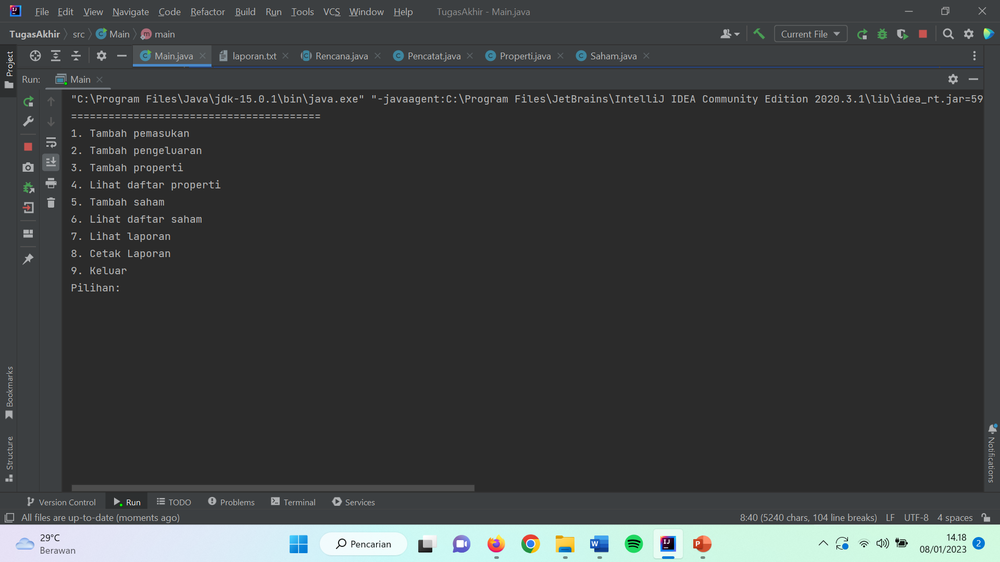 File Edit View Navigate Code Refactor Build Run Tools VCS Window Help TugasAkhir - Main.java
TugasAkhir src Main main Current File
Project
Main.java laporan.txt Rencana.java Pencatat.java Properti.java Saham.java
Run: Main
"C:\Program Files\Java\jdk-15.0.1\bin\java.exe" "-javaagent:C:\Program Files\JetBrains\IntelliJ IDEA Community Edition 2020.3.1\lib\idea_rt.jar=59
========================================
1. Tambah pemasukan
2. Tambah pengeluaran
3. Tambah properti
4. Lihat daftar properti
5. Tambah saham
6. Lihat daftar saham
7. Lihat laporan
8. Cetak Laporan
9. Keluar
Pilihan:
Bookmarks
Structure
Notifications
Version Control Run TODO Problems Terminal Services
All files are up-to-date (moments ago) 8:40 (5240 chars, 104 line breaks) LF UTF-8 4 spaces
29°C
Berawan
Pencarian
14.18
08/01/2023
2